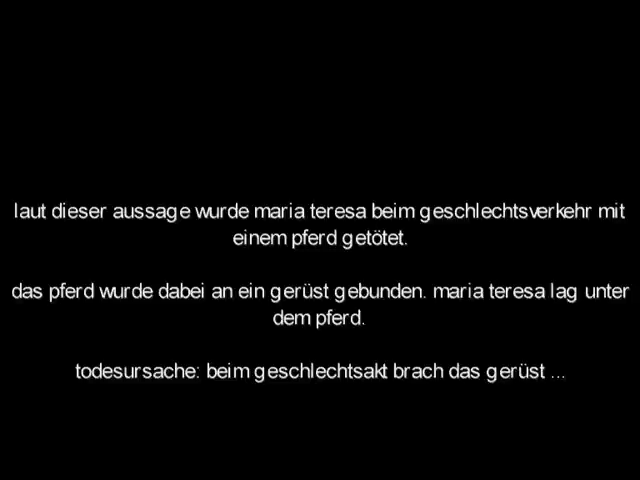 laut dieser aussage wurde maria teresa beim geschlechtsverkehr mit
einem pferd getötet.
das pferd wurde dabei an ein gerüst gebunden. maria teresa lag unter
dem pferd.
todesursache: beim geschlechtsakt brach das gerüst ...